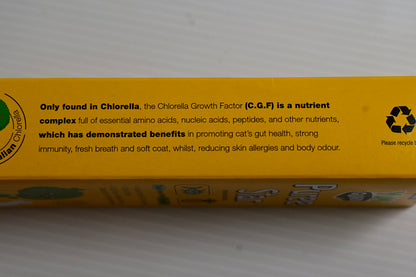 Only found in Chlorella, the Chlorella Growth Factor (C.G.F) is a nutrient
complex full of essential amino acids, nucleic acids, peptides, and other nutrients,
which has demonstrated benefits in promoting cat's gut health, strong
immunity, fresh breath and soft coat, whilst, reducing skin allergies and body odour.
Chlorella
Please recycle